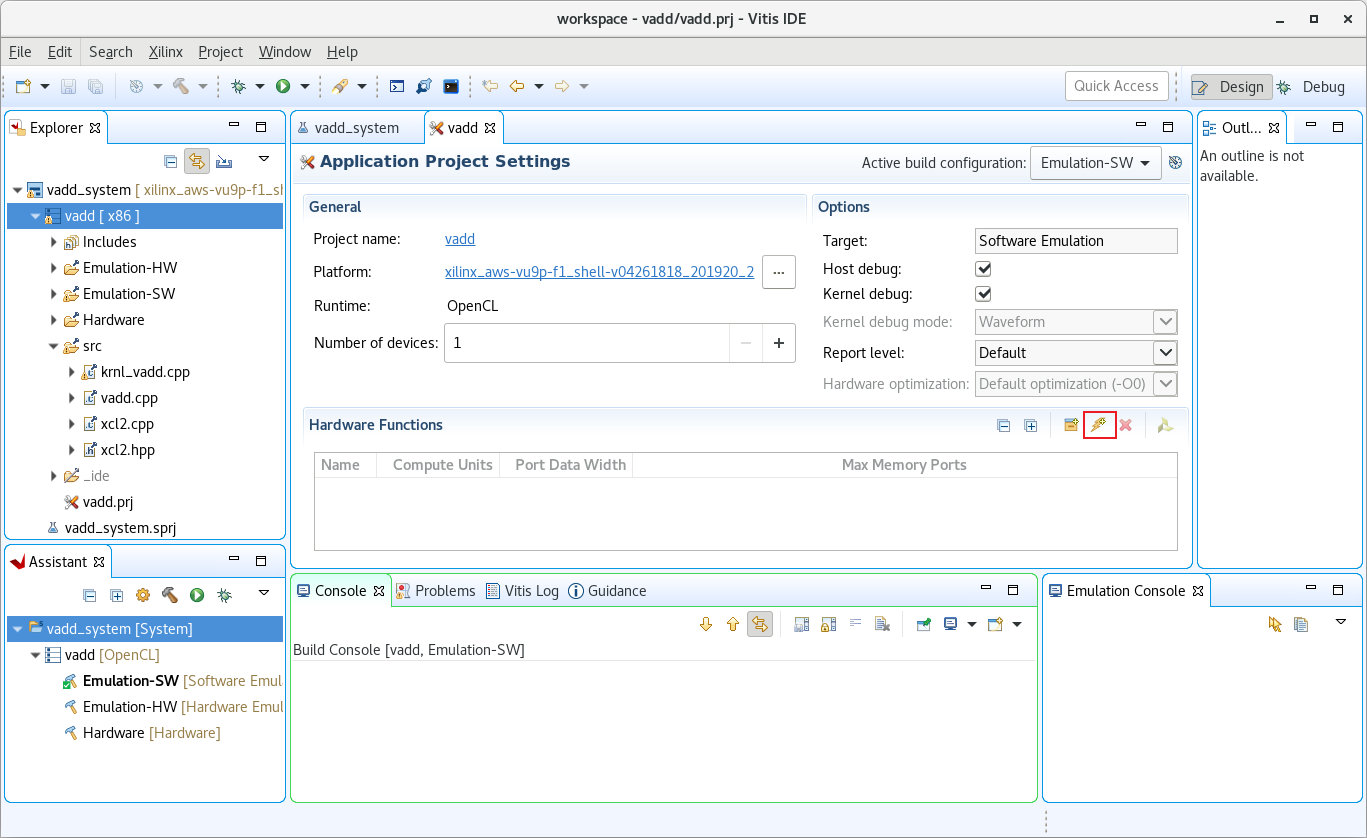 workspace - vadd/vadd.prj - Vitis IDE
File Edit Search Xilinx Project Window Help
Quick Access
Design
Debug
Explorer
vadd_system [ xilinx_aws-vu9p-f1_sh
vadd [ x86 ]
Includes
Emulation-HW
Emulation-SW
Hardware
src
krnl_vadd.cpp
vadd.cpp
xcl2.cpp
xcl2.hpp
_ide
vadd.prj
vadd_system.sprj
Assistant
vadd_system [System]
vadd [OpenCL]
Emulation-SW [Software Emul
Emulation-HW [Hardware Emul
Hardware [Hardware]
vadd_system
vadd
Application Project Settings
Active build configuration: Emulation-SW
General
Project name: vadd
Platform: xilinx_aws-vu9p-f1_shell-v04261818_201920_2 ...
Runtime: OpenCL
Number of devices: 1 − +
Options
Target: Software Emulation
Host debug:
Kernel debug:
Kernel debug mode: Waveform
Report level: Default
Hardware optimization: Default optimization (-O0)
Hardware Functions
Name Compute Units Port Data Width Max Memory Ports
Outl...
An outline is not
available.
Console Problems Vitis Log Guidance
Build Console [vadd, Emulation-SW]
Emulation Console